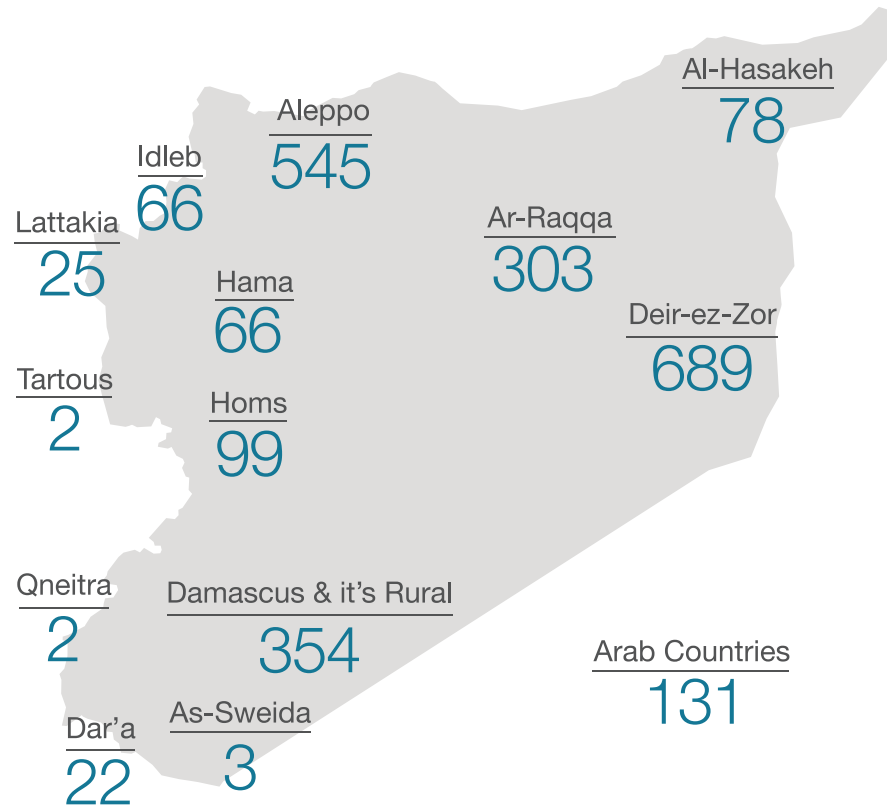 Al-Hasakeh
78
Aleppo
545
Idleb
66
Lattakia
25
Ar-Raqqa
303
Hama
66
Deir-ez-Zor
689
Tartous
2
Homs
99
Qneitra
2
Damascus & it's Rural
354
Arab Countries
131
As-Sweida
3
Dar'a
22